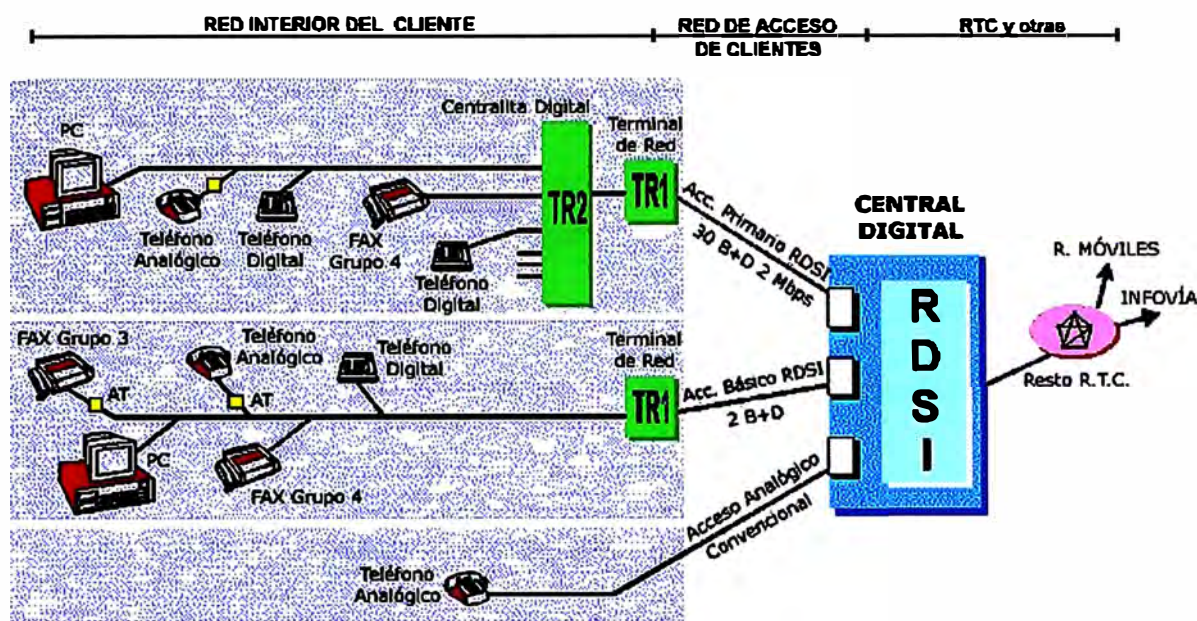 RED INTERIOR DEL CLIENTE
RED DE ACCESO
DE CLIENTES
RTC y otras
Centralita Digital
Terminal
de Red
PC
TR2
TR1
Teléfono
Analógico
Teléfono
Digital
FAX
Grupo 4
Teléfono
Digital
Acc. Primario RDSI
30 B+D 2 Mbps
CENTRAL
DIGITAL
R
D
S
I
R. MÓVILES
INFOVÍA
Resto R.T.C.
FAX Grupo 3
AT
Teléfono
Analógico
AT
Teléfono
Digital
Terminal
de Red
TR1
Acc. Básico RDSI
2 B+D
PC
FAX Grupo 4
Acceso Analógico
Convencional
Teléfono
Analógico